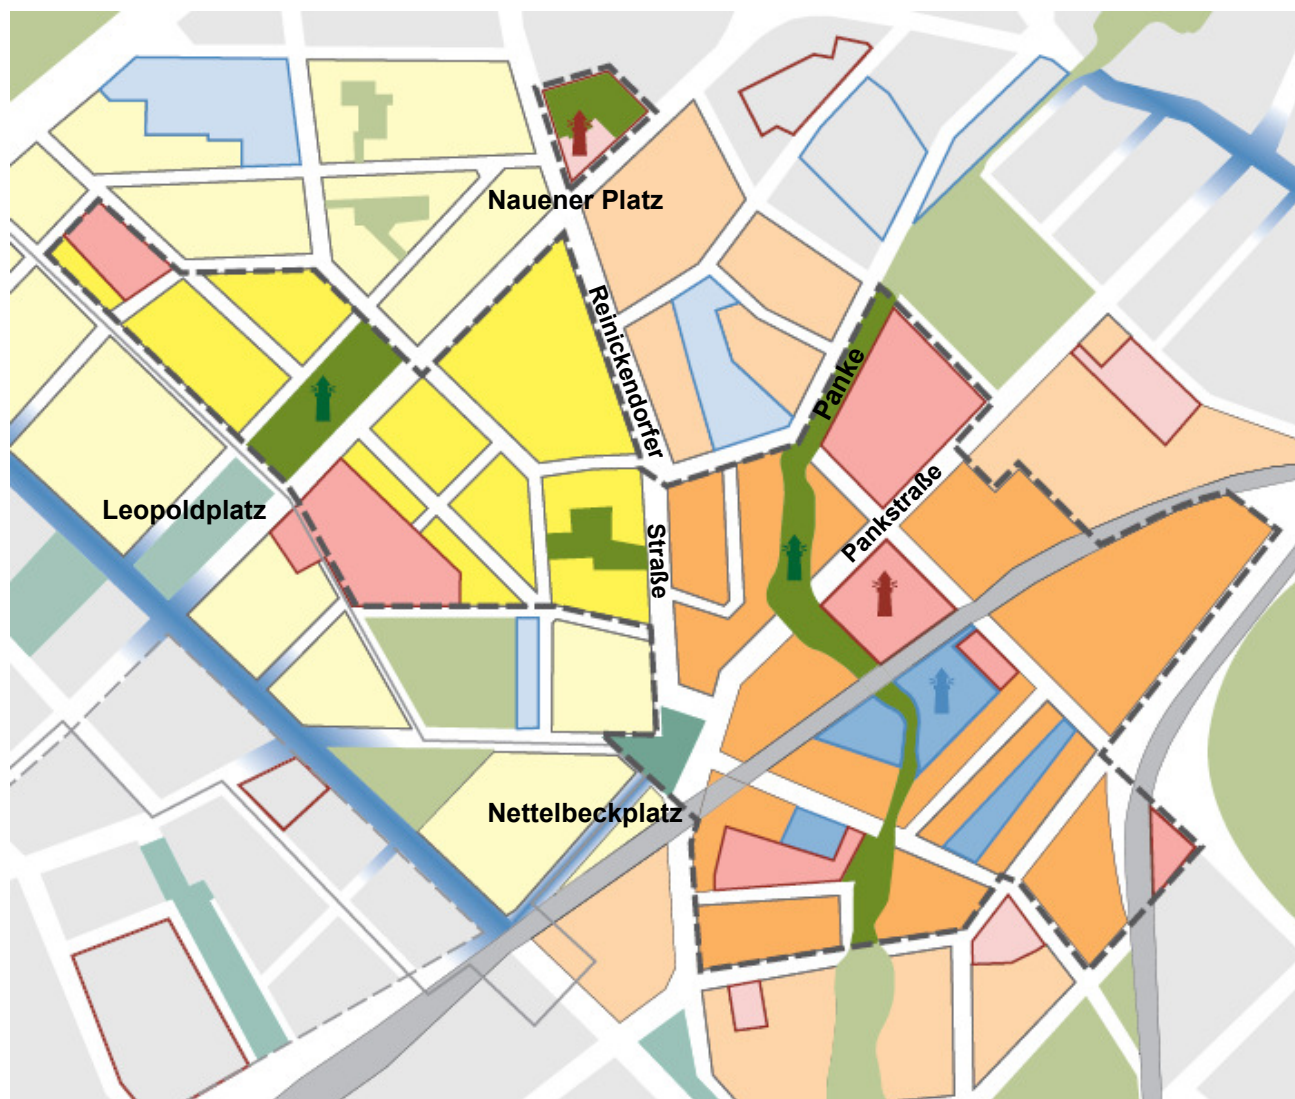 Nauener Platz
Reinickendorfer
Panke
Pankstraße
Leopoldplatz
Straße
Nettelbeckplatz